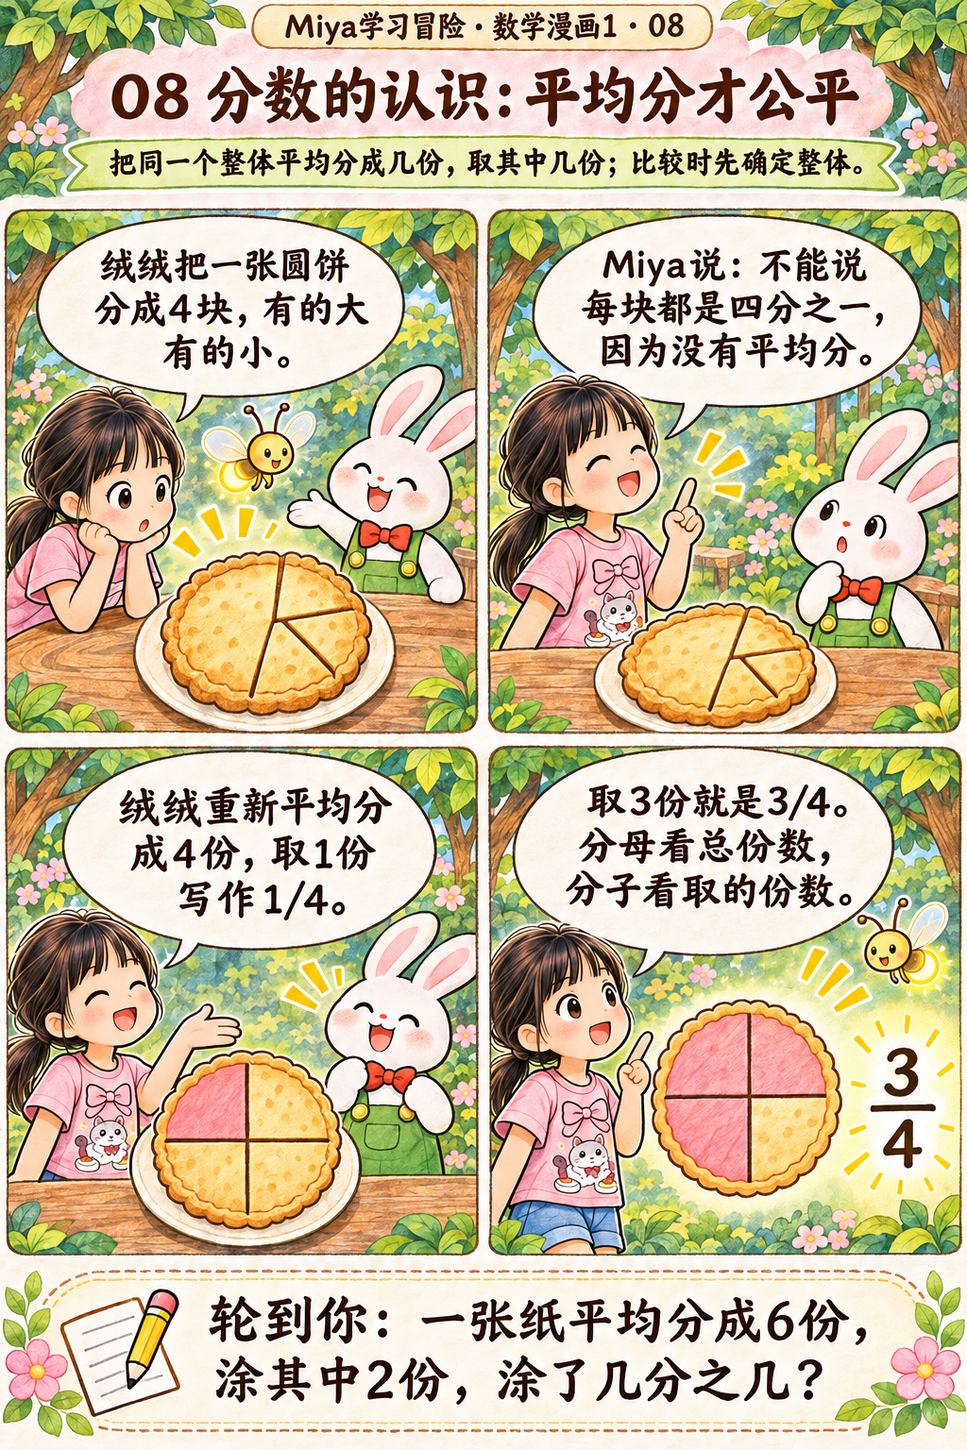 Miya学习冒险·数学漫画1·08
08 分数的认识：平均分才公平
把同一个整体平均分成几份，取其中几份；比较时先确定整体。
绒绒把一张圆饼
分成4块，有的大
有的小。
Miya说：不能说
每块都是四分之一，
因为没有平均分。
绒绒重新平均分
成4份，取1份
写作1/4。
取3份就是3/4。
分母看总份数，
分子看取的份数。
3
4
轮到你：一张纸平均分成6份，
涂其中2份，涂了几分之几？